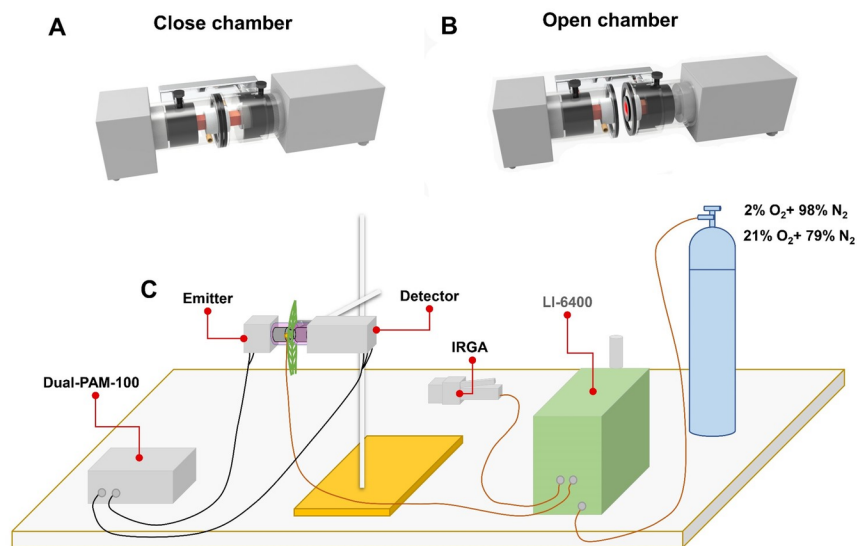 A
Close chamber
B
Open chamber
2% O₂+ 98% N₂
21% O₂+ 79% N₂
C
Emitter
Detector
LI-6400
IRGA
Dual-PAM-100